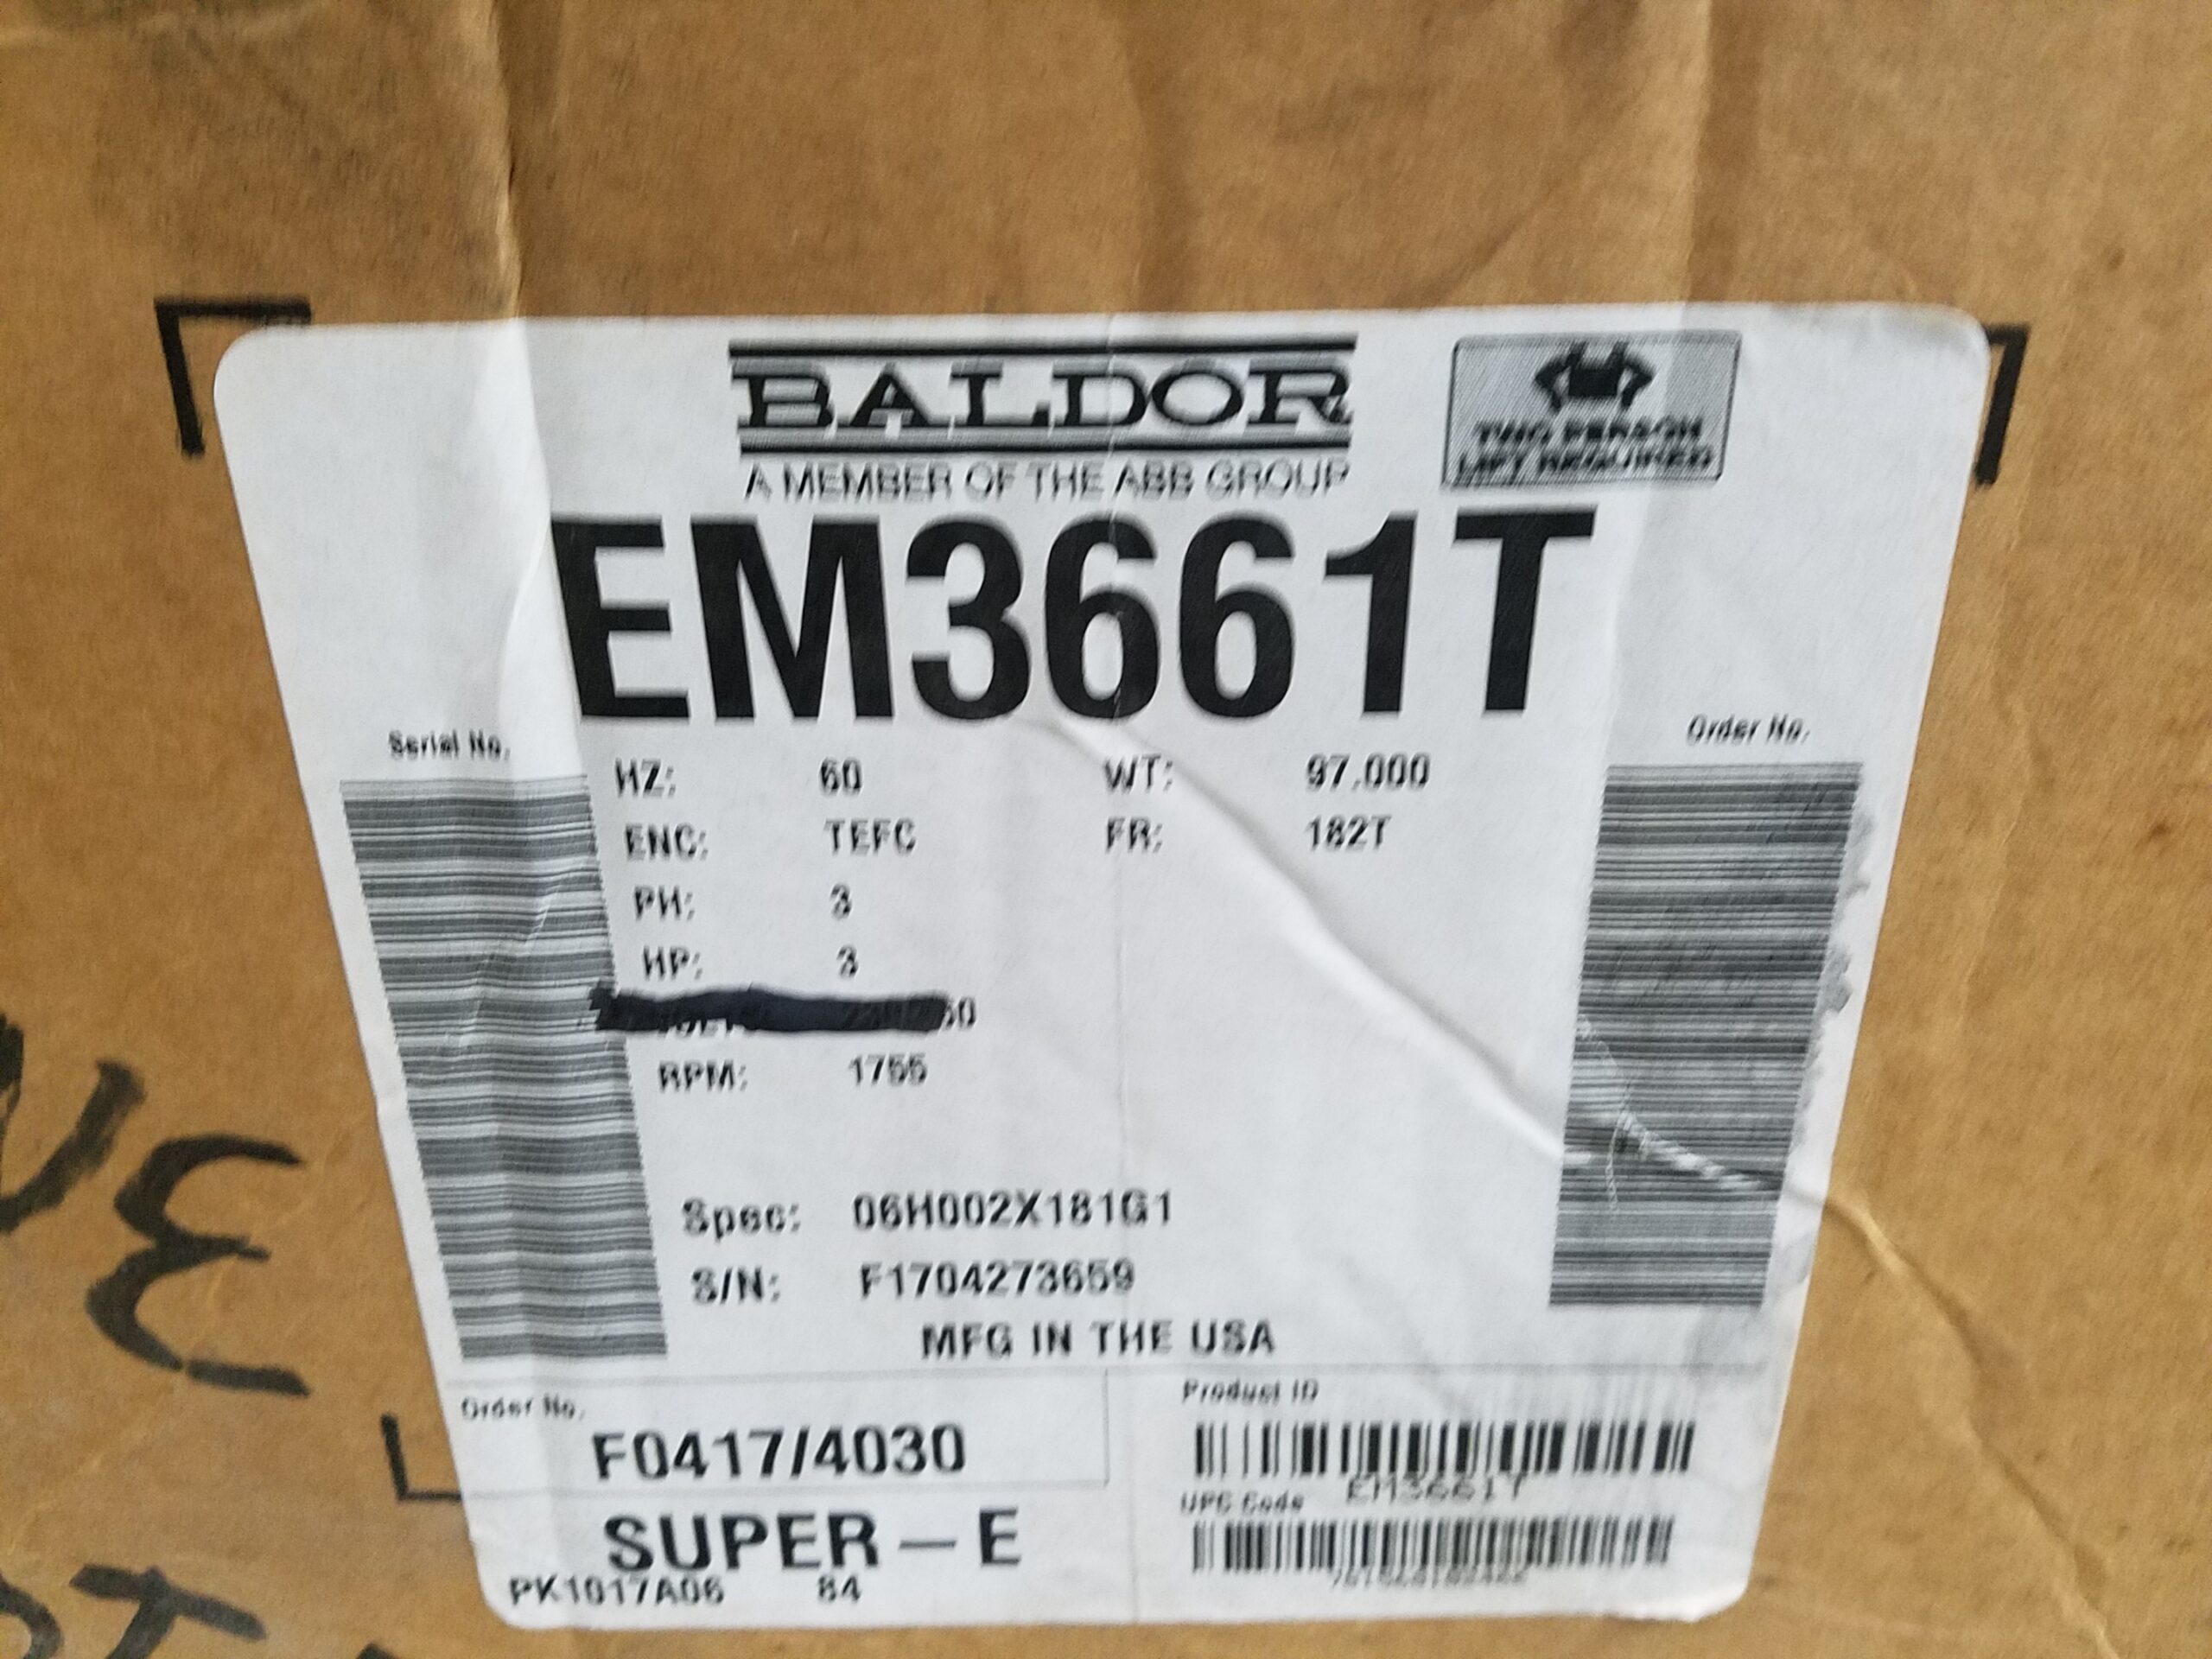 BALDOR
A MEMBER OF THE ABB GROUP
TWO PERSON
LIFT REQUIRED
EM3661T
Serial No.
Order No.
HZ: 60 WT: 97.000
ENC: TEFC FR: 182T
PH: 3
HP: 3
RPM: 1755
Spec: 06H002X181G1
S/N: F1704273659
MFG IN THE USA
Order No.
F0417/4030
Product ID
EM3661T
UPC Code
SUPER-E
PK1017A06 84